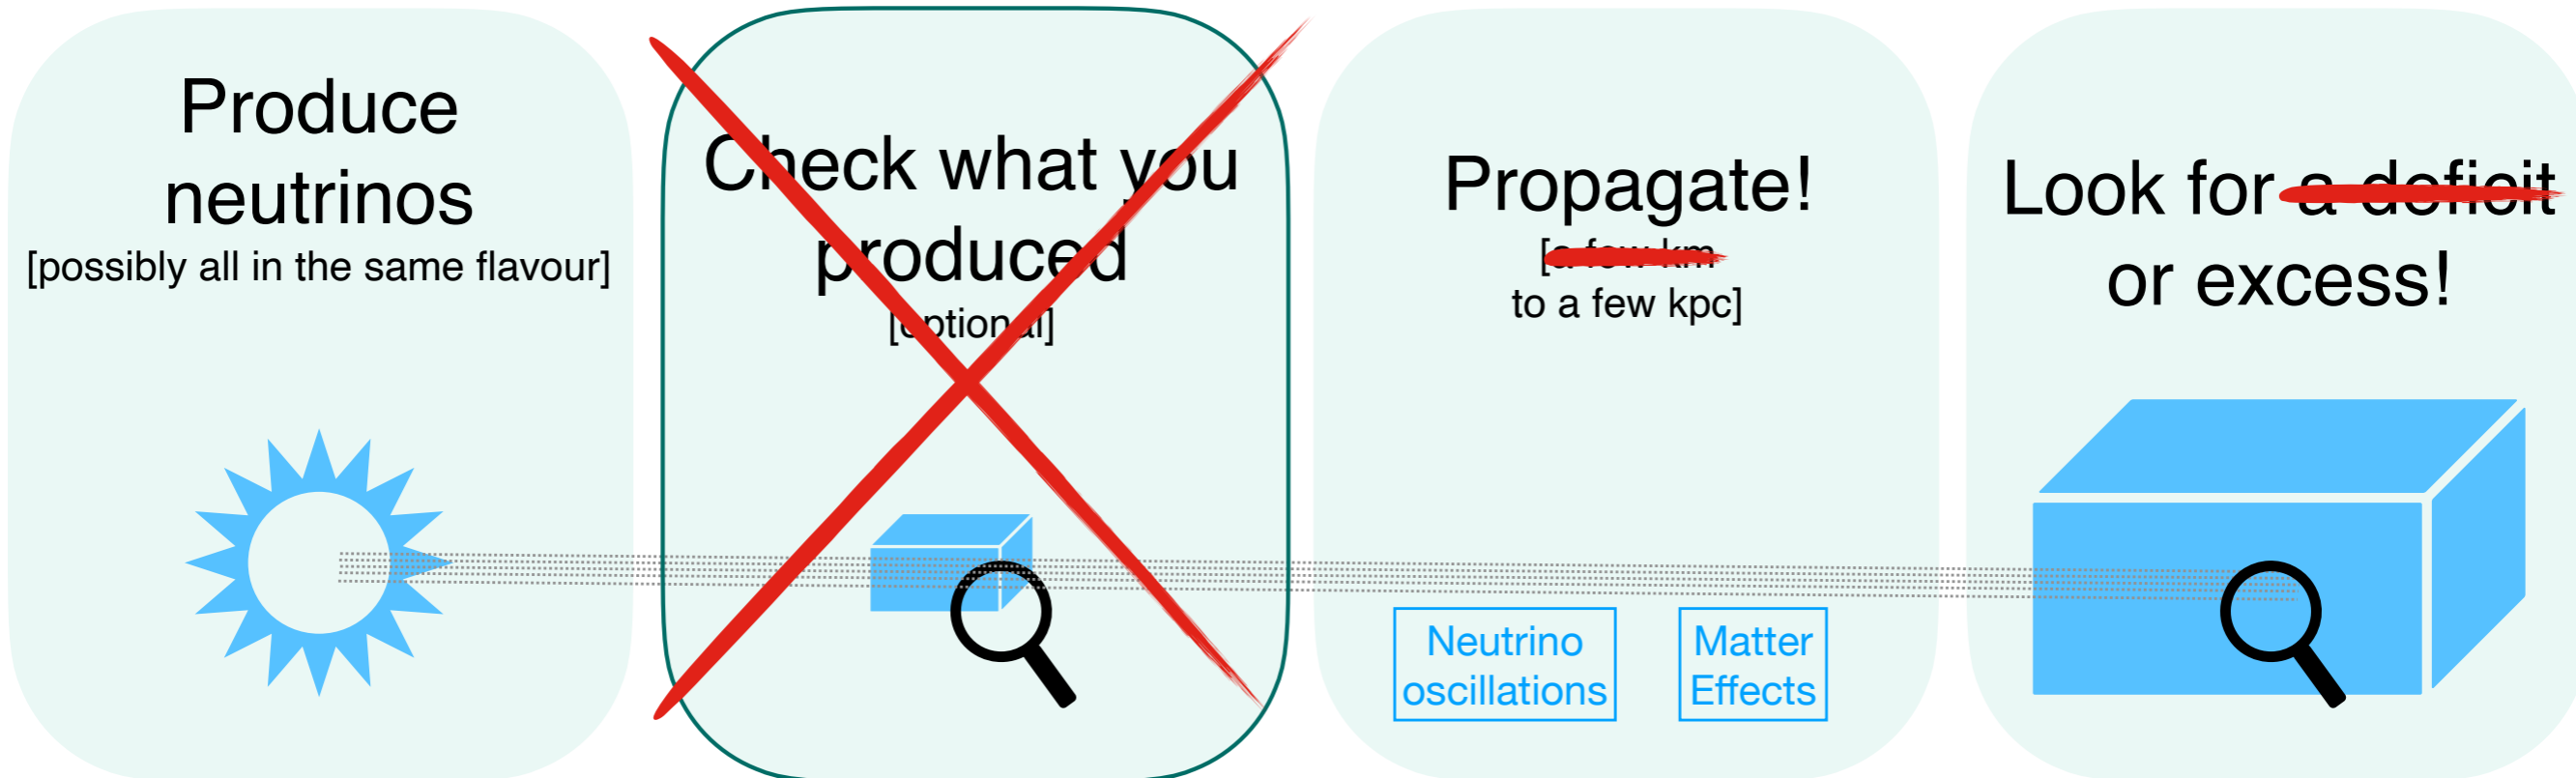 Produce
neutrinos
[possibly all in the same flavour]
Check what you
produced
[optional]
Propagate!
[a few km
to a few kpc]
Neutrino
oscillations
Matter
Effects
Look for a deficit
or excess!